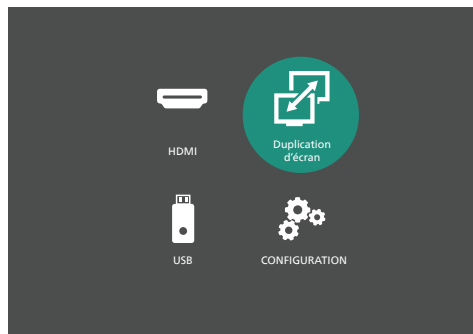 HDMI
Duplication
d'écran
USB
CONFIGURATION